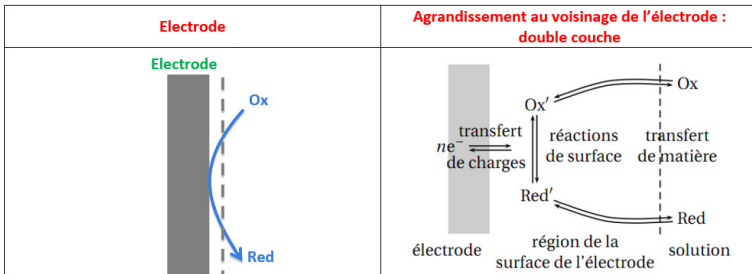 Electrode
Agrandissement au voisinage de l'électrode :
double couche
Electrode
Ox
Red
Ox
Ox'
transfert
réactions
transfert
ne⁻
de charges
de surface
de matière
Red'
Red
électrode
région de la
surface de l'électrode
solution